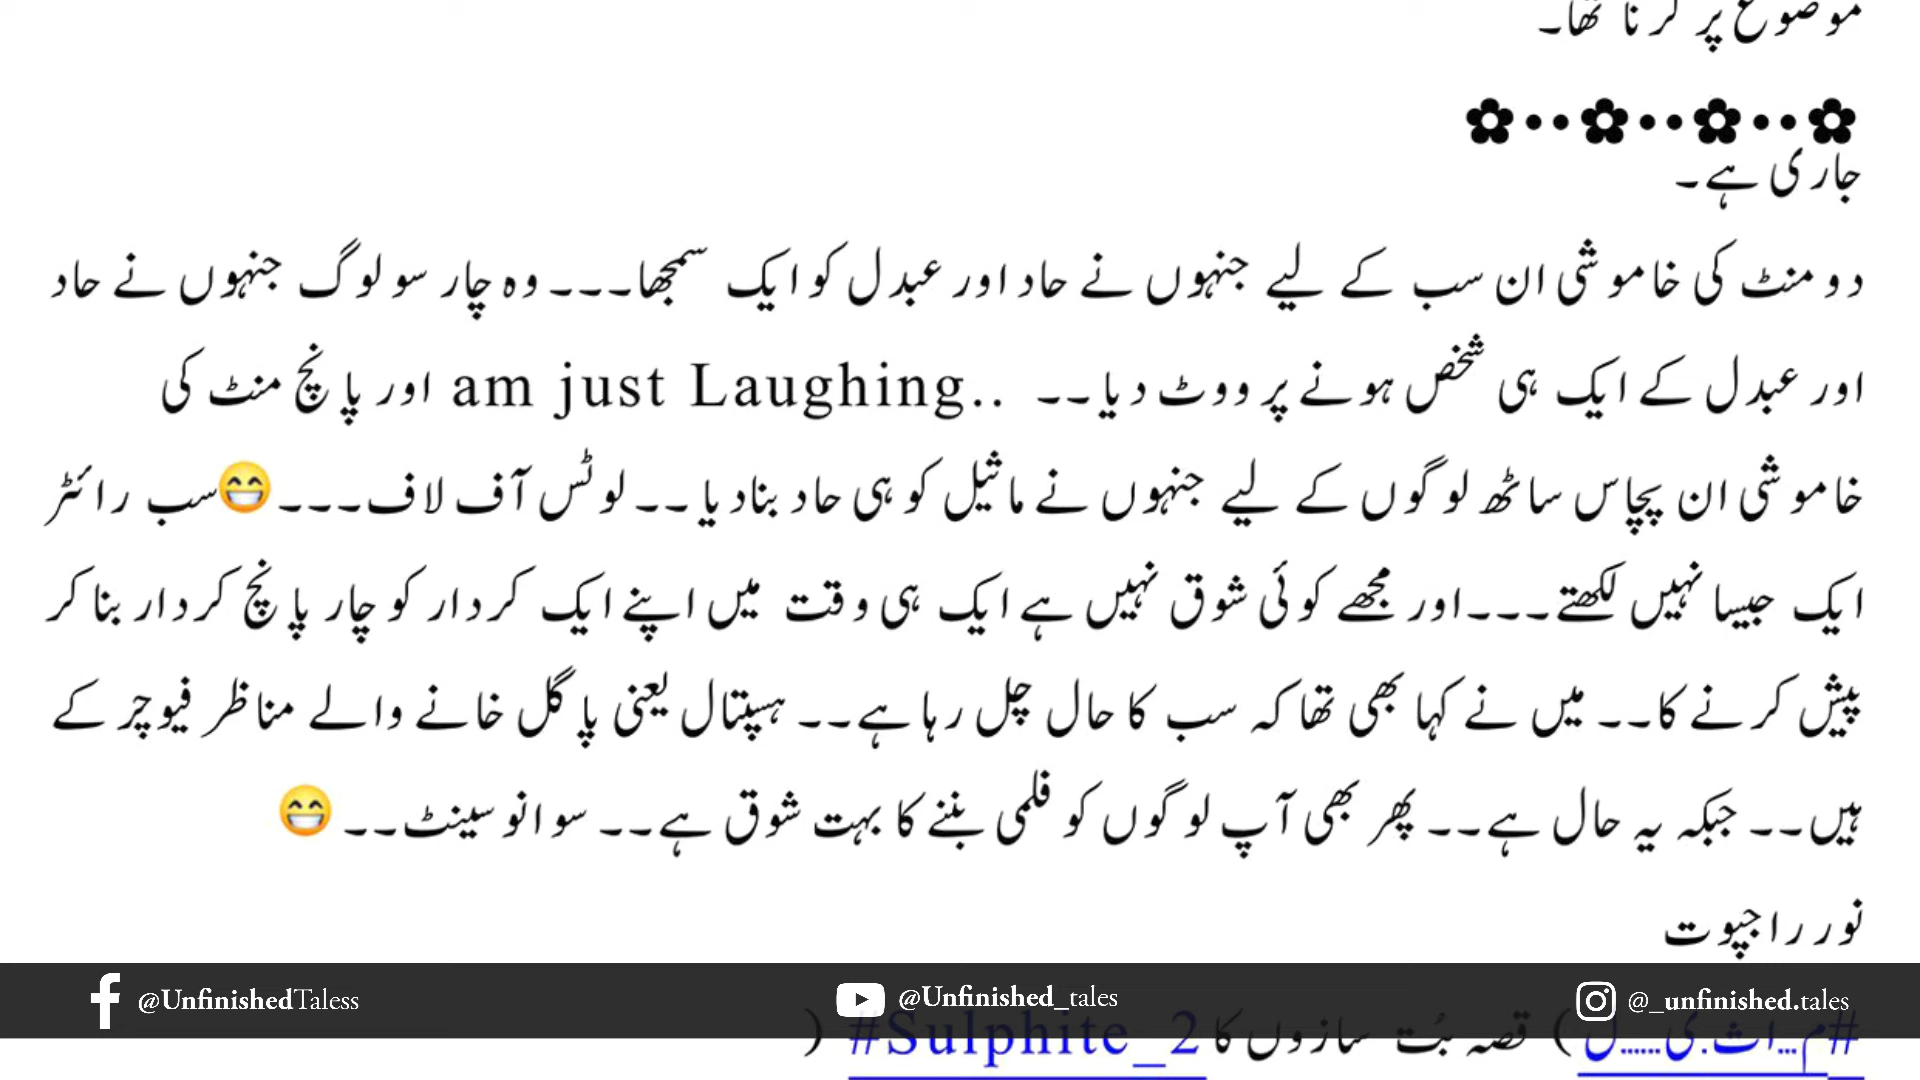 موضوع پر کرنا تھا۔
✿••✿••✿••✿
جاری ہے۔
دو منٹ کی خاموشی ان سب کے لیے جنہوں نے حاد اور عبدل کو ایک سمجھا۔۔۔ وہ چار سو لوگ جنہوں نے حاد
اور عبدل کے ایک ہی شخص ہونے پر ووٹ دیا۔۔ am just Laughing.. اور پانچ منٹ کی
خاموشی ان پچاس ساٹھ لوگوں کے لیے جنہوں نے ماثیل کو ہی حاد بنا دیا۔۔ لوٹس آف لاف۔۔۔😁سب رائٹر
ایک جیسا نہیں لکھتے۔۔۔ اور مجھے کوئی شوق نہیں ہے ایک ہی وقت میں اپنے ایک کردار کو چار پانچ کردار بنا کر
پیش کرنے کا۔۔ میں نے کہا بھی تھا کہ سب کا حال چل رہا ہے۔۔ ہسپتال یعنی پاگل خانے والے مناظر فیوچر کے
ہیں۔۔ جبکہ یہ حال ہے۔۔ پھر بھی آپ لوگوں کو فلمی بننے کا بہت شوق ہے۔۔ سو انوسینٹ۔۔ 😁
نور راجپوت
#م...اث.ی......ل ( قصہ بُت سازوں کا #Sulphite_2 )
@UnfinishedTaless
@Unfinished_tales
@_unfinished.tales